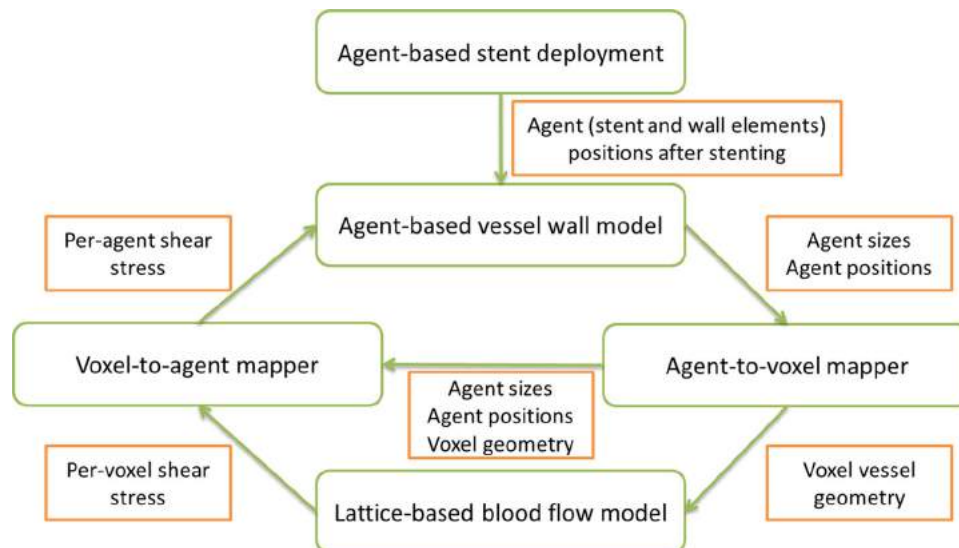 Agent-based stent deployment
Agent (stent and wall elements)
positions after stenting
Agent-based vessel wall model
Per-agent shear
stress
Agent sizes
Agent positions
Voxel-to-agent mapper
Agent-to-voxel mapper
Agent sizes
Agent positions
Voxel geometry
Per-voxel shear
stress
Lattice-based blood flow model
Voxel vessel
geometry